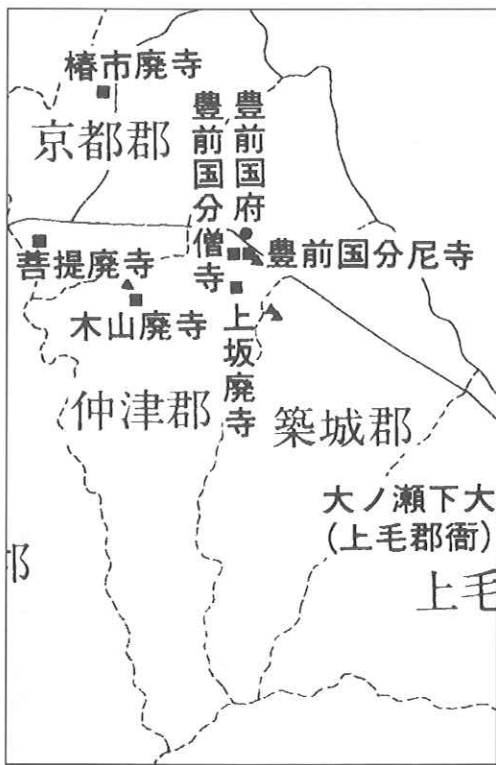 椿市廃寺
京都郡
豊前国府
豊前国分僧寺
豊前国分尼寺
菩提廃寺
木山廃寺
上坂廃寺
仲津郡
築城郡
大ノ瀬下大
(上毛郡衙)
郡
上毛